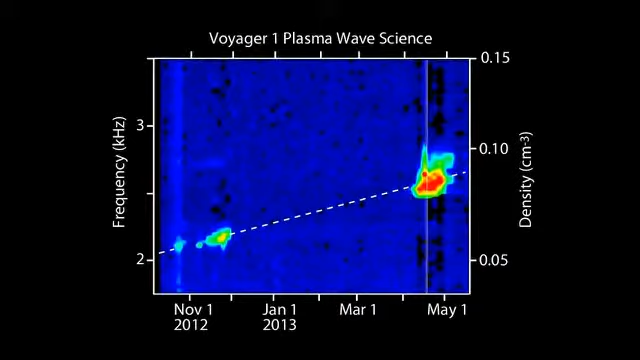 Voyager 1 Plasma Wave Science
Frequency (kHz)
3
2
0.15
0.10
0.05
Density (cm-3)
Nov 1
2012
Jan 1
2013
Mar 1
May 1